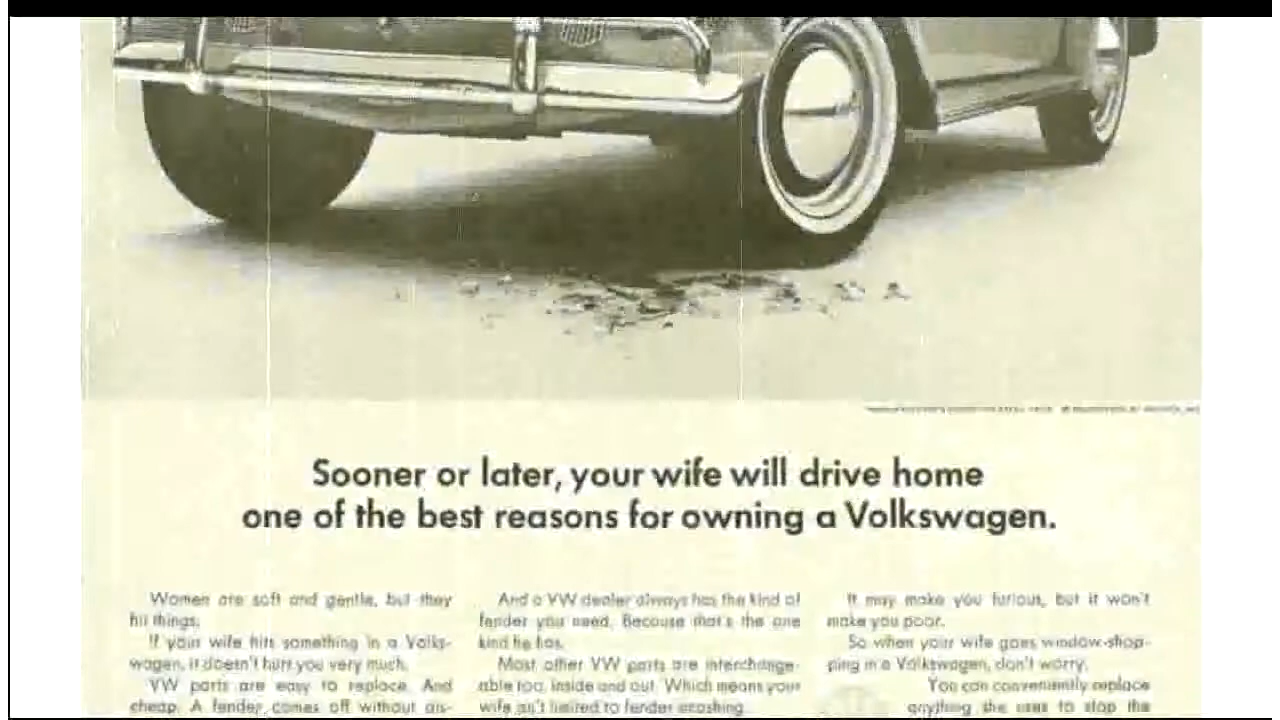 Sooner or later, your wife will drive home
one of the best reasons for owning a Volkswagen.
Women are soft and gentle, but they
hit things.
If your wife hits something in a Volks-
wagen, it doesn't hurt you very much.
VW parts are easy to replace. And
cheap. A fender comes off without dis-
And a VW dealer always has the kind of
fender you need. Because that's the one
kind he has.
Most other VW parts are interchange-
able too. Inside and out. Which means your
wife isn't limited to fender smashing.
It may make you furious, but it won't
make you poor.
So when your wife goes window-shop-
ping in a Volkswagen, don't worry.
You can conveniently replace
anything she uses to stop the